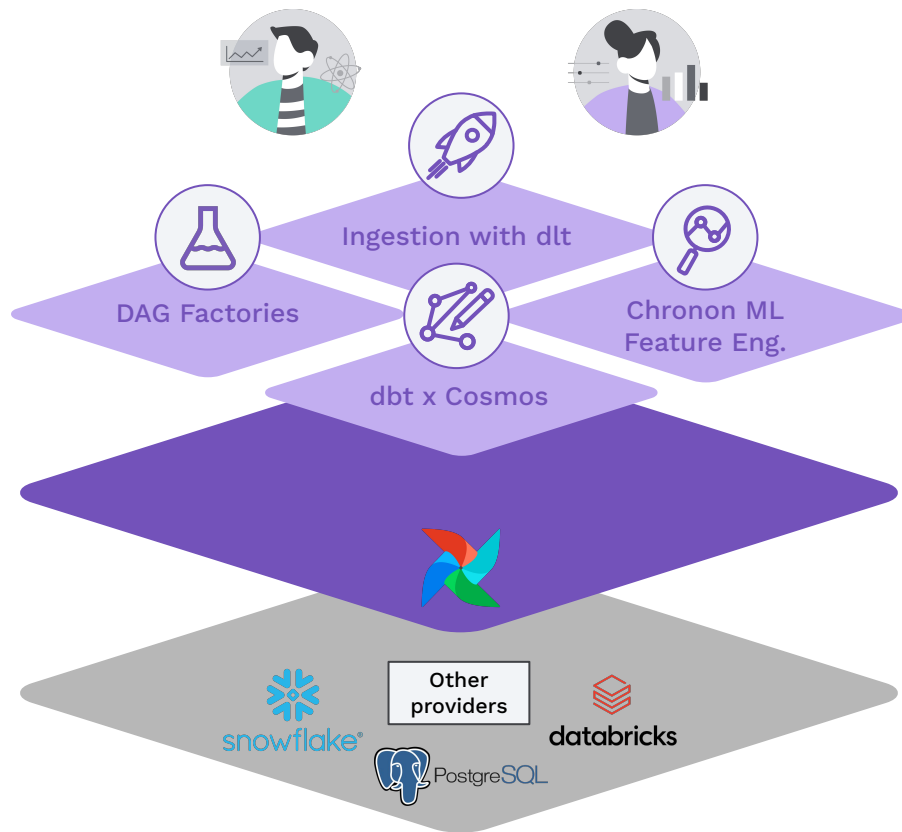 Ingestion with dlt
DAG Factories
Chronon ML
Feature Eng.
dbt x Cosmos
Other
providers
snowflake®
databricks
PostgreSQL